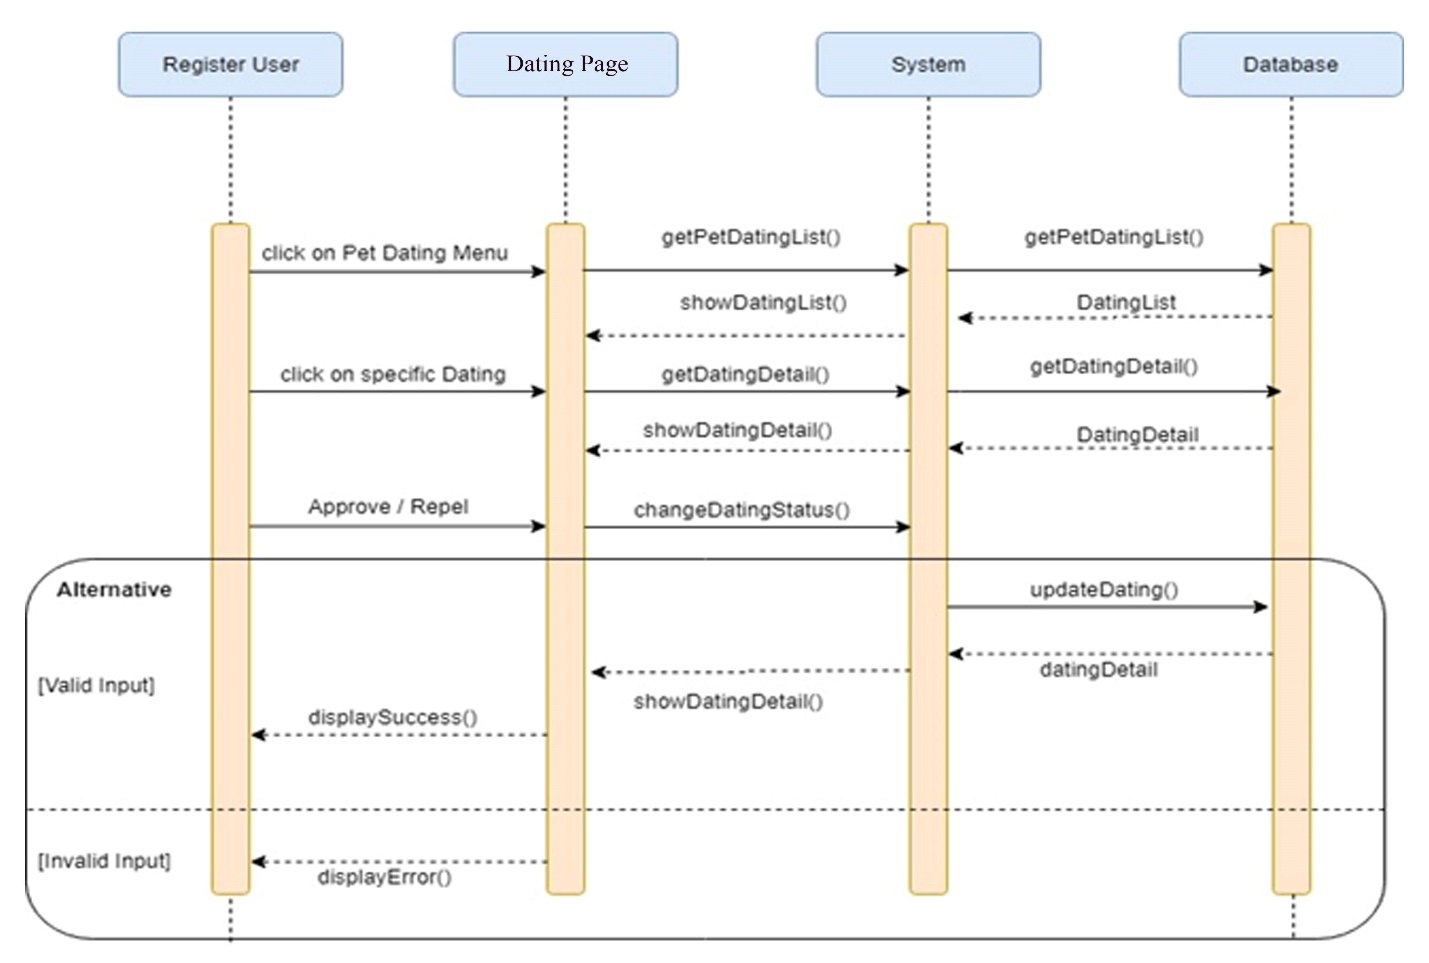 Register User
Dating Page
System
Database
click on Pet Dating Menu
getPetDatingList()
getPetDatingList()
showDatingList()
DatingList
click on specific Dating
getDatingDetail()
getDatingDetail()
showDatingDetail()
DatingDetail
Approve / Repel
changeDatingStatus()
Alternative
updateDating()
datingDetail
[Valid Input]
showDatingDetail()
displaySuccess()
[Invalid Input]
displayError()